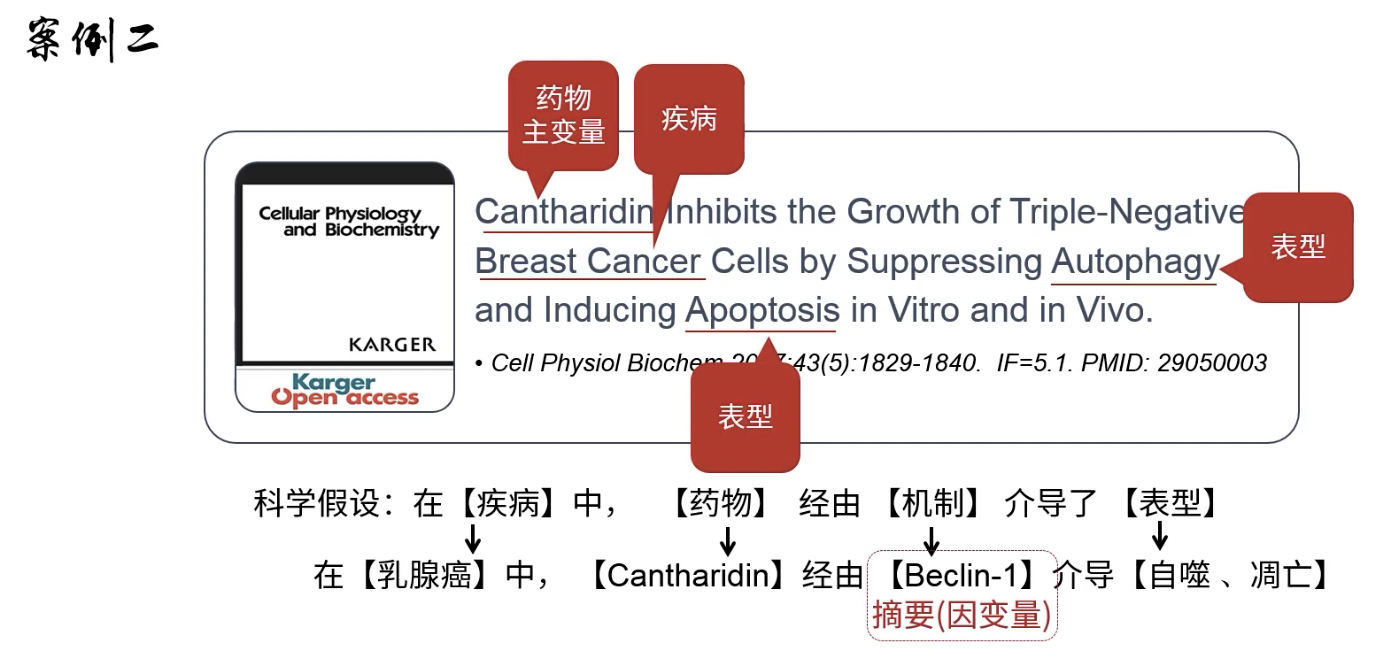 案例二
药物
主变量
疾病
Cellular Physiology
and Biochemistry
KARGER
Karger
Open access
Cantharidin Inhibits the Growth of Triple-Negative
Breast Cancer Cells by Suppressing Autophagy
and Inducing Apoptosis in Vitro and in Vivo.
表型
• Cell Physiol Biochem 43(5):1829-1840. IF=5.1. PMID: 29050003
表型
科学假设：在【疾病】中， 【药物】 经由 【机制】 介导了 【表型】
在【乳腺癌】中， 【Cantharidin】经由 【Beclin-1】介导【自噬 、凋亡】
摘要(因变量)